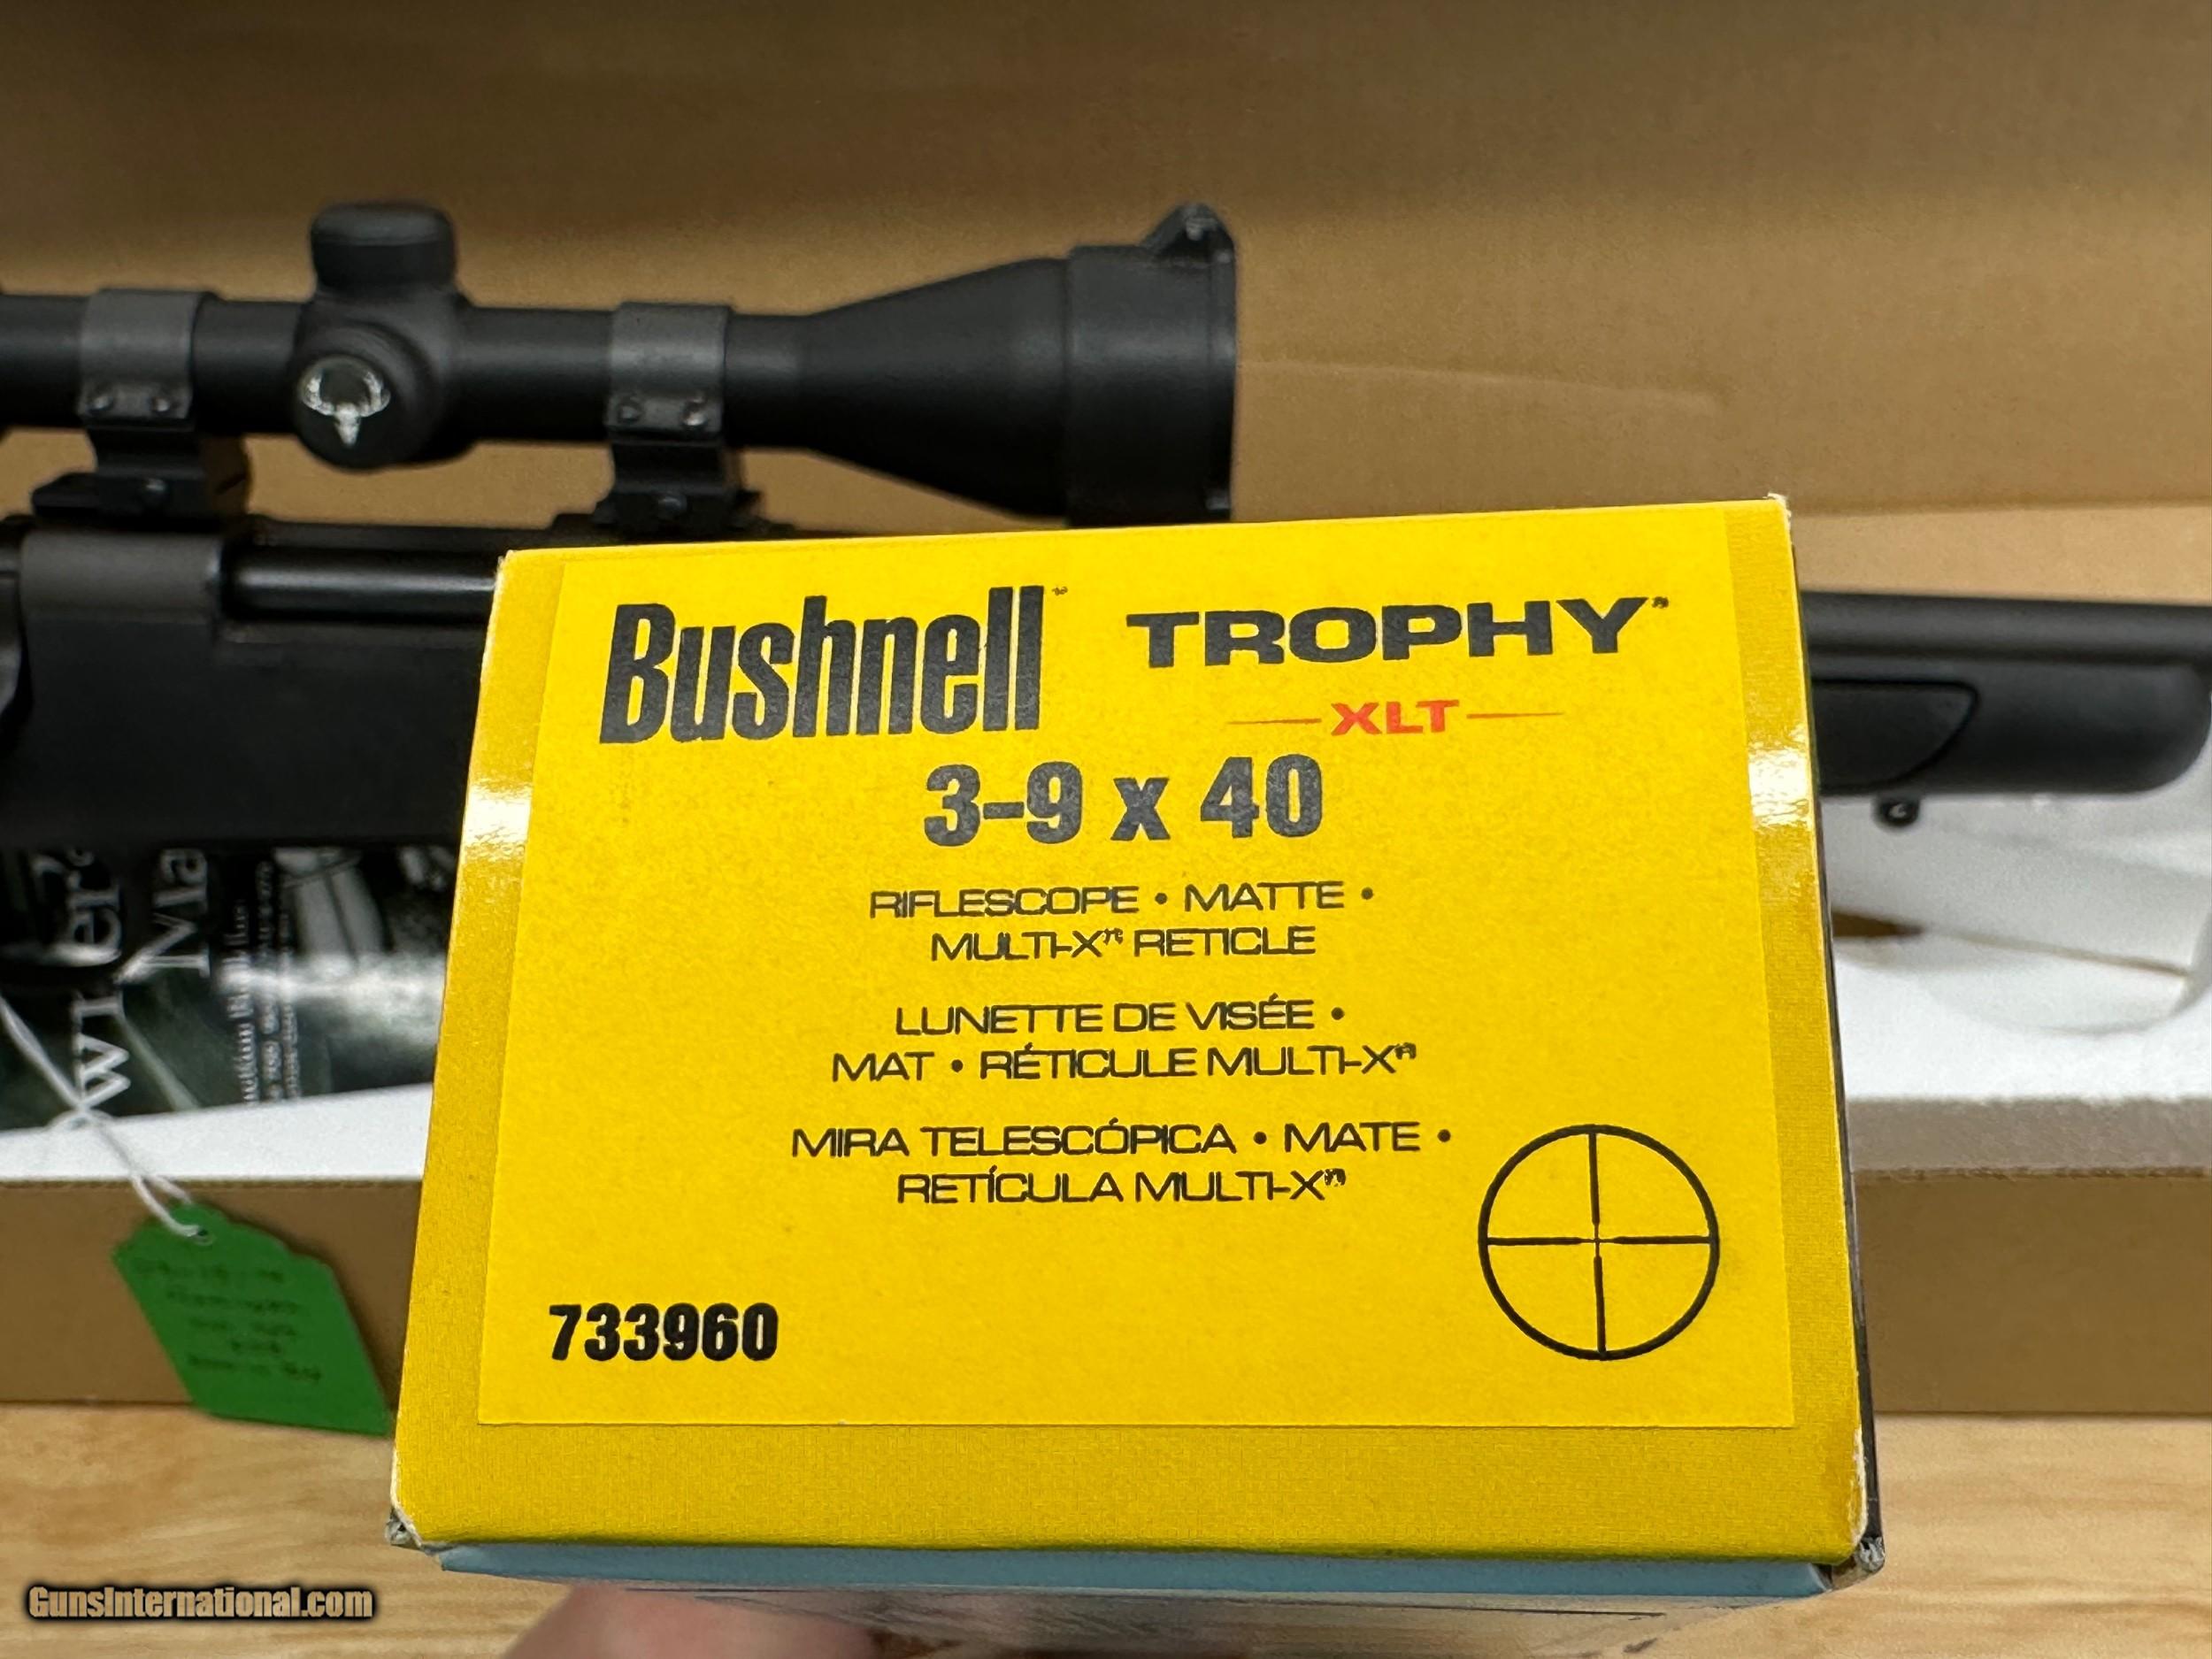 Bushnell™ TROPHY®
XLT
3-9 x 40
RIFLESCOPE • MATTE •
MULTI-X® RETICLE
LUNETTE DE VISÉE •
MAT • RÉTICULE MULTI-X®
MIRA TELESCÓPICA • MATE •
RETÍCULA MULTI-X®
733960
GunsInternational.com